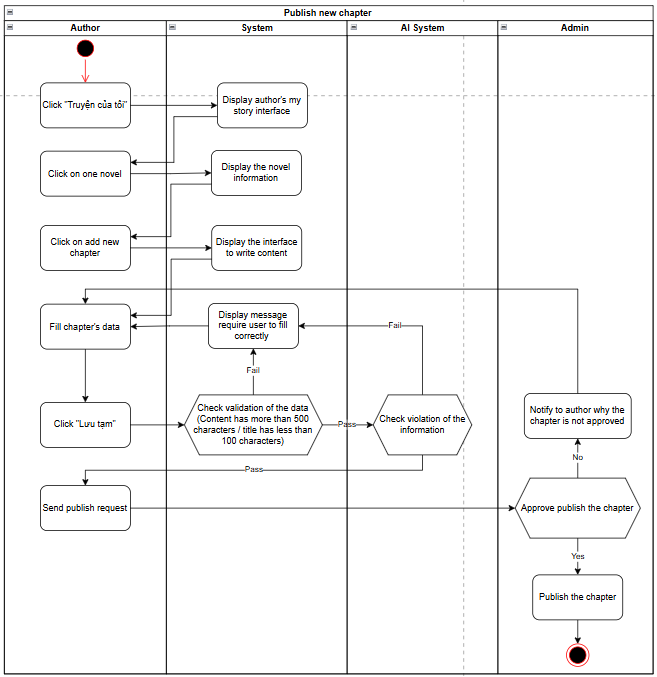 Publish new chapter
Author
System
AI System
Admin
Click "Truyện của tôi"
Display author's my
story interface
Click on one novel
Display the novel
information
Click on add new
chapter
Display the interface
to write content
Fill chapter's data
Display message
require user to fill
correctly
Fail
Fail
Click "Lưu tạm"
Check validation of the data
(Content has more than 500
characters / title has less than
100 characters)
Pass
Check violation of the
information
Notify to author why the
chapter is not approved
No
Pass
Send publish request
Approve publish the chapter
Yes
Publish the chapter